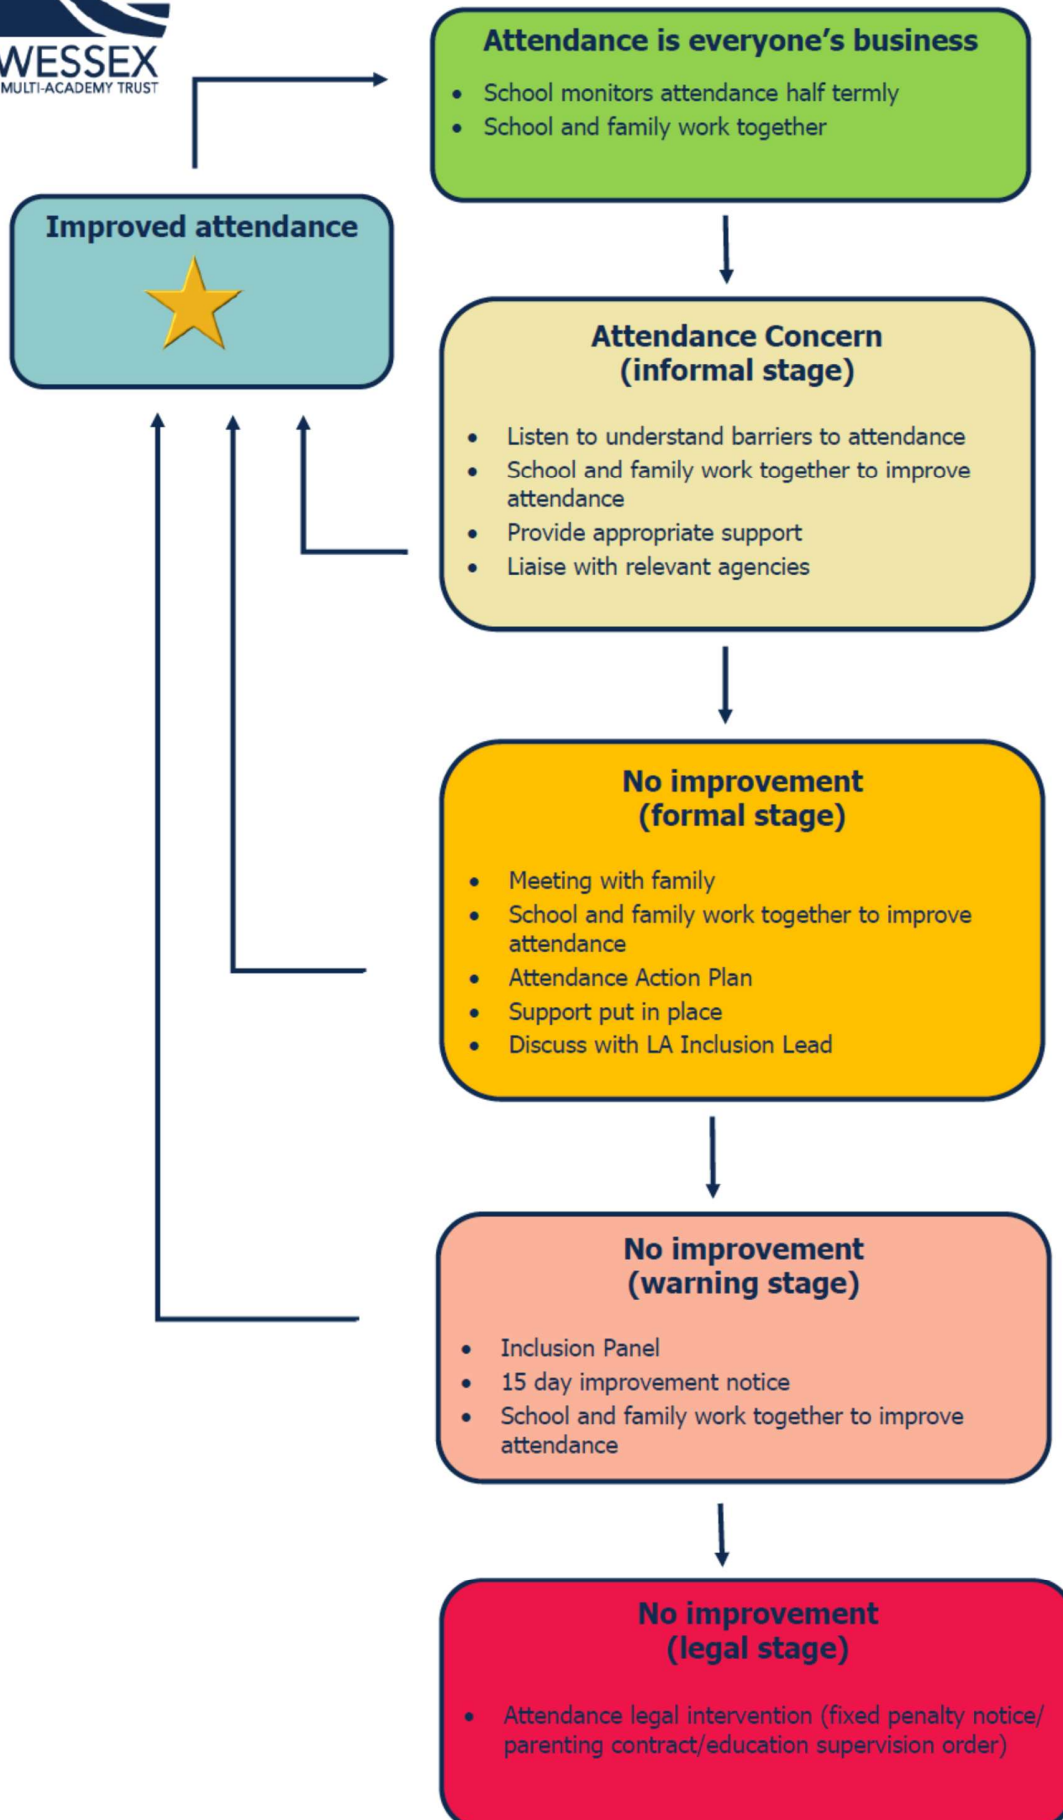 WESSEX
MULTI-ACADEMY TRUST
Attendance is everyone's business
• School monitors attendance half termly
• School and family work together
Improved attendance
Attendance Concern
(informal stage)
• Listen to understand barriers to attendance
• School and family work together to improve
attendance
• Provide appropriate support
• Liaise with relevant agencies
No improvement
(formal stage)
• Meeting with family
• School and family work together to improve
attendance
• Attendance Action Plan
• Support put in place
• Discuss with LA Inclusion Lead
No improvement
(warning stage)
• Inclusion Panel
• 15 day improvement notice
• School and family work together to improve
attendance
No improvement
(legal stage)
• Attendance legal intervention (fixed penalty notice/
parenting contract/education supervision order)